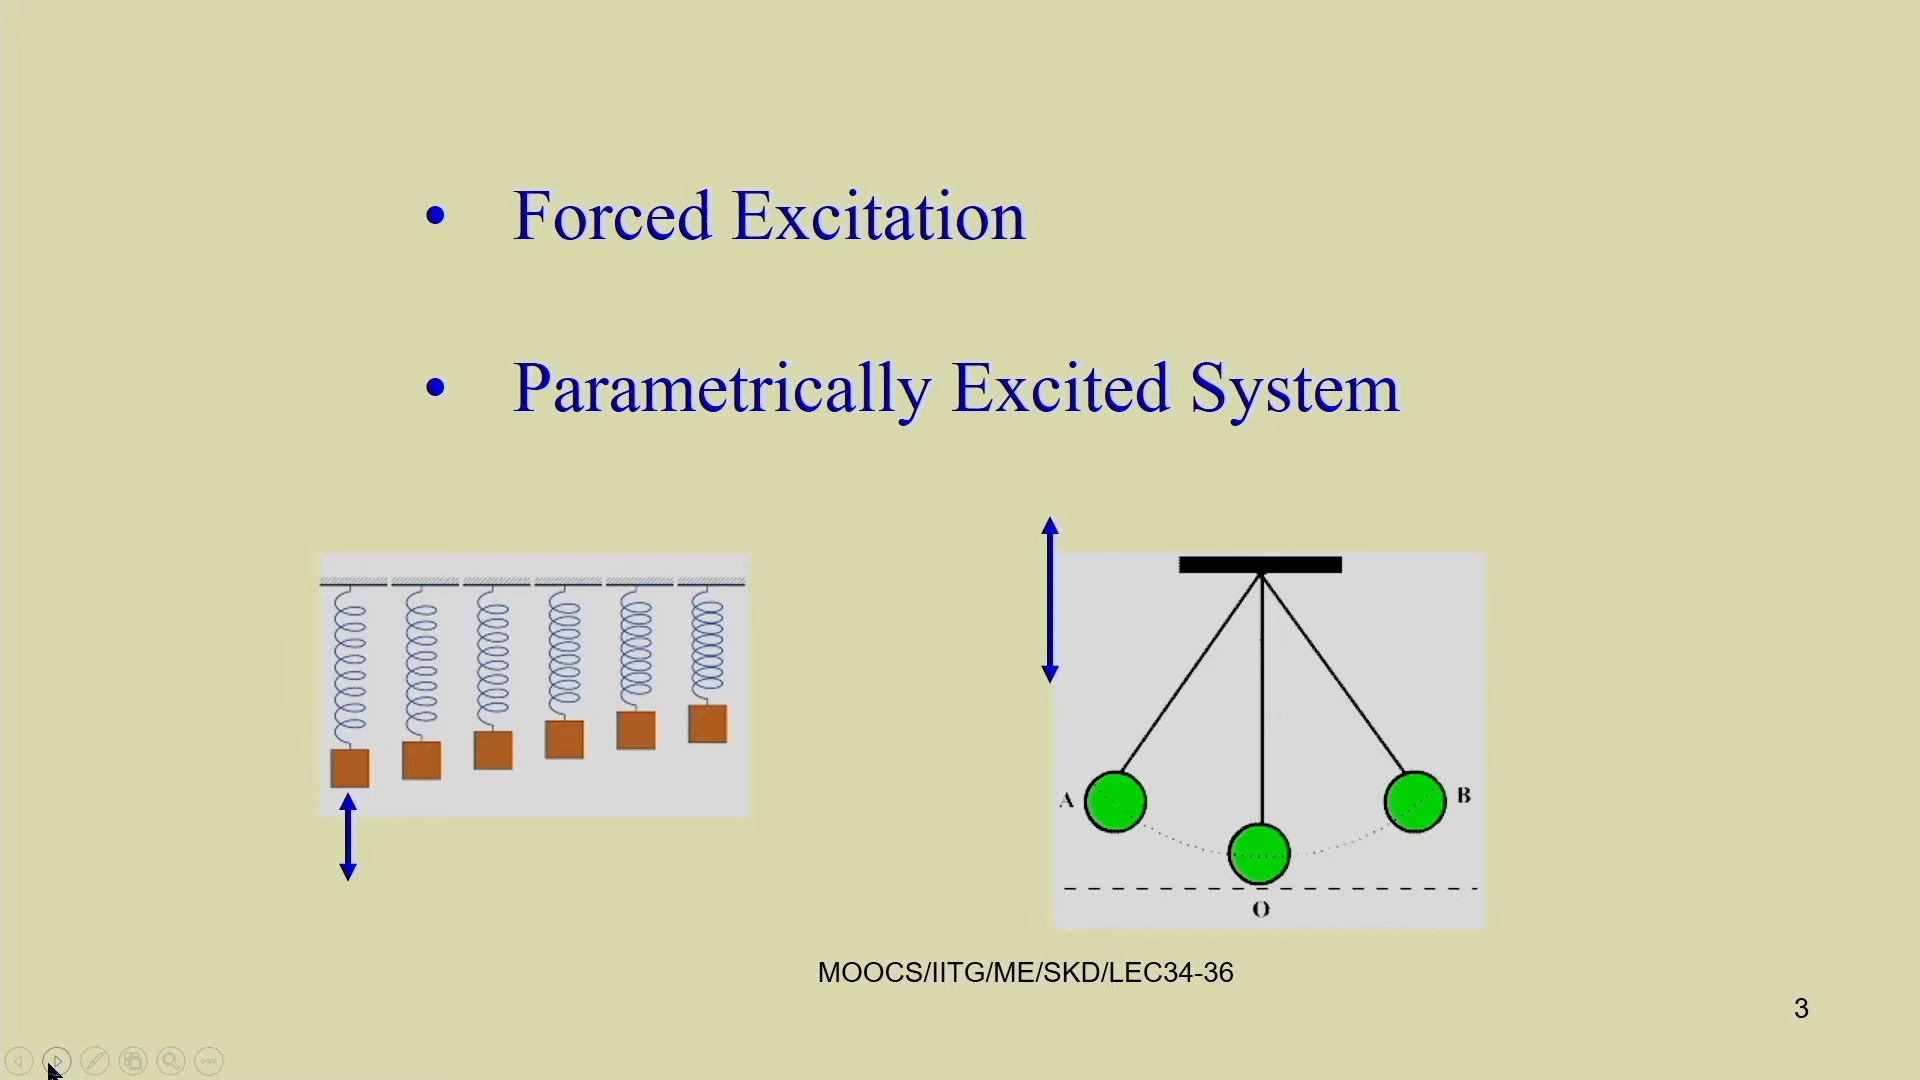 • Forced Excitation
• Parametrically Excited System
A
B
O
MOOCS/IITG/ME/SKD/LEC34-36
3